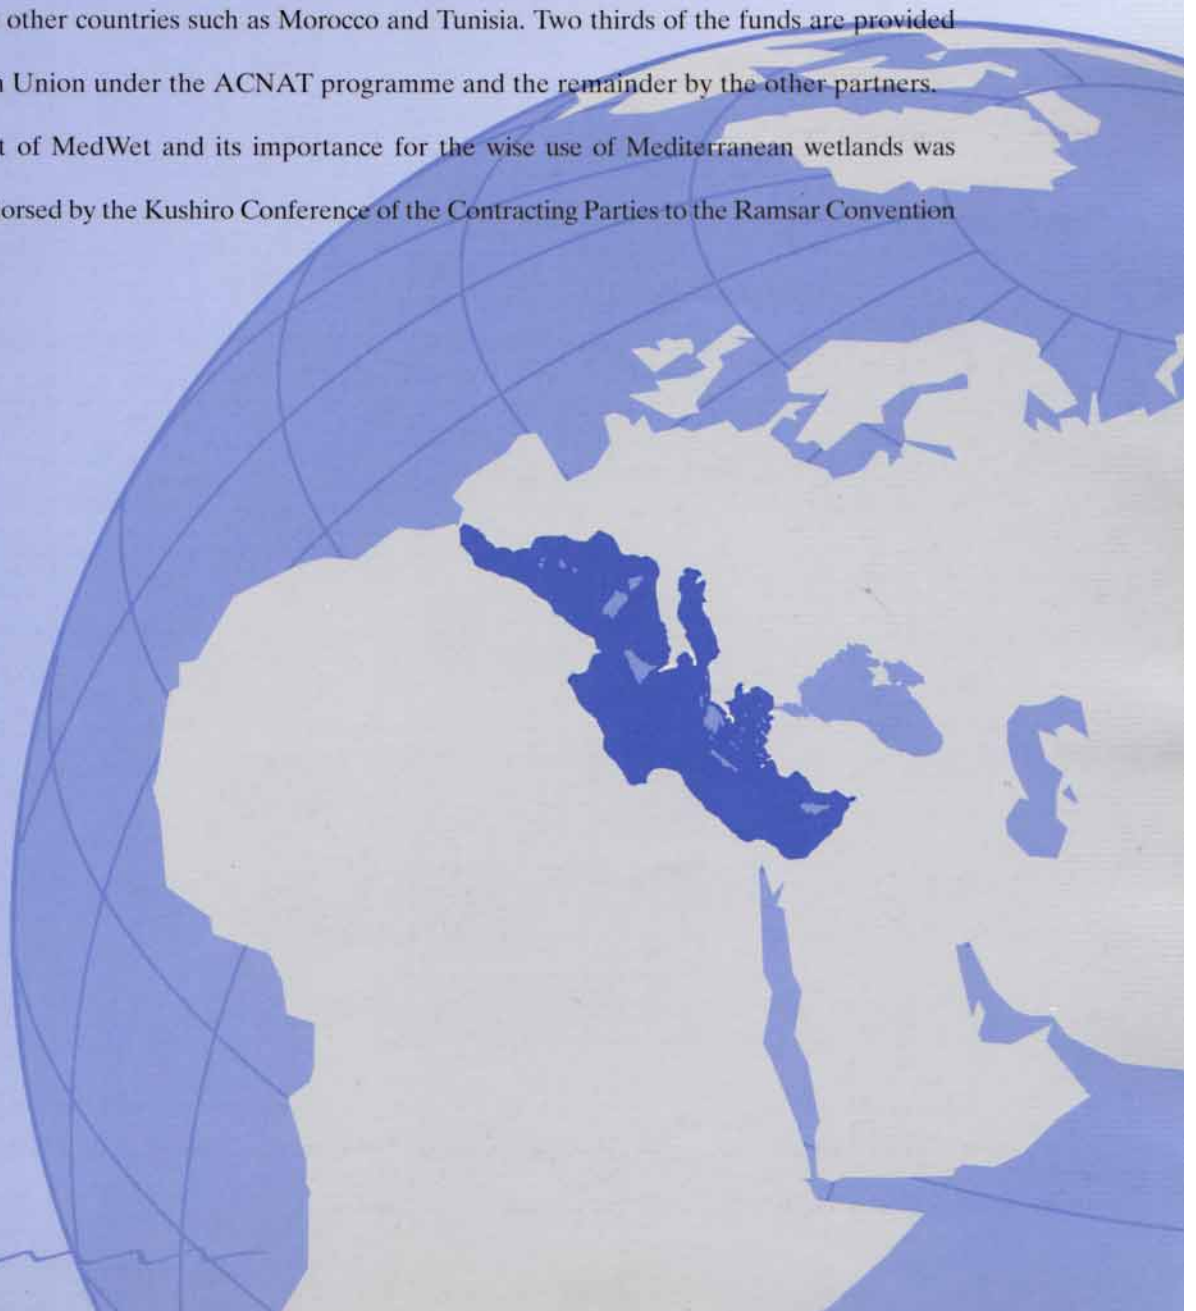 other countries such as Morocco and Tunisia. Two thirds of the funds are provided
Union under the ACNAT programme and the remainder by the other partners.
of MedWet and its importance for the wise use of Mediterranean wetlands was
by the Kushiro Conference of the Contracting Parties to the Ramsar Convention